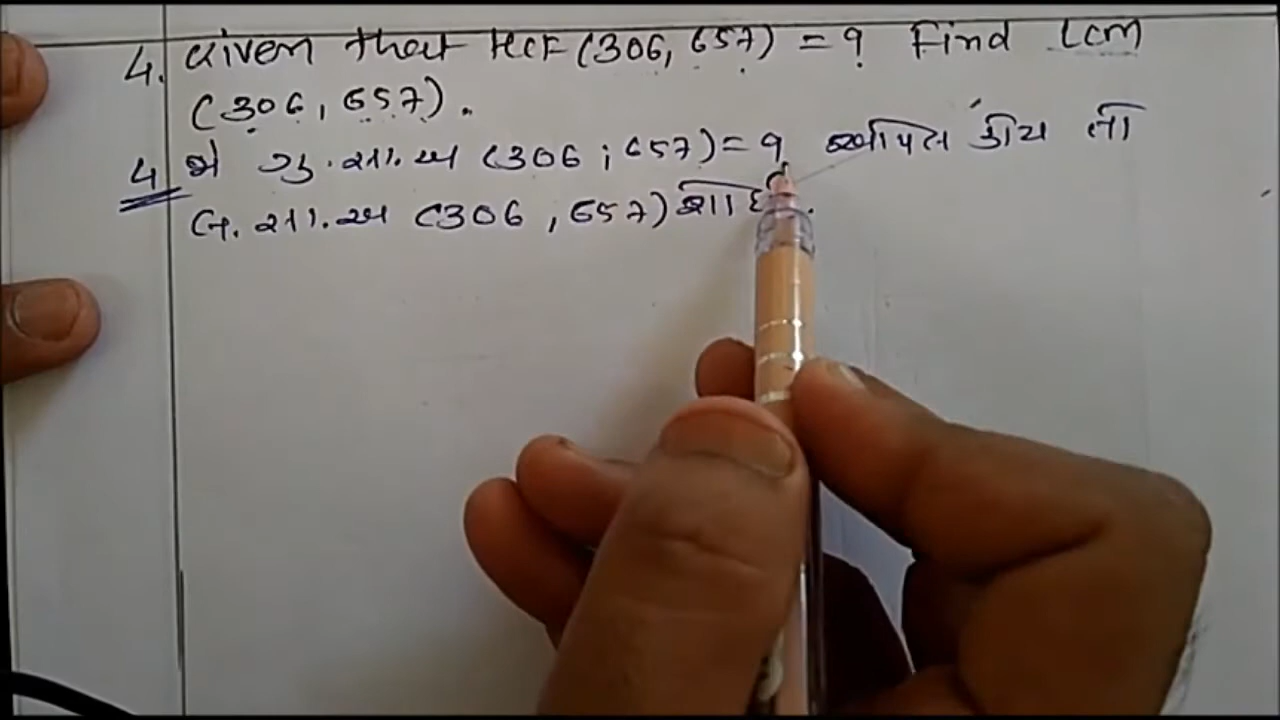 4. Given that HCF (306, 657) = 9 Find LCM
(306, 657).
4 જો ગુ.સા.અ (306, 657) = 9 આપેલ હોય તો
લ.સા.અ (306, 657) શોધો.